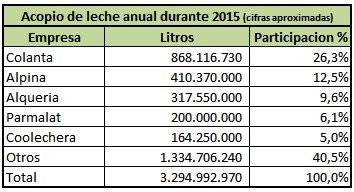 Acopio de leche anual durante 2015 (cifras aproximadas)
Empresa Litros Participacion %
Colanta 868.116.730 26,3%
Alpina 410.370.000 12,5%
Alqueria 317.550.000 9,6%
Parmalat 200.000.000 6,1%
Coolechera 164.250.000 5,0%
Otros 1.334.706.240 40,5%
Total 3.294.992.970 100,0%